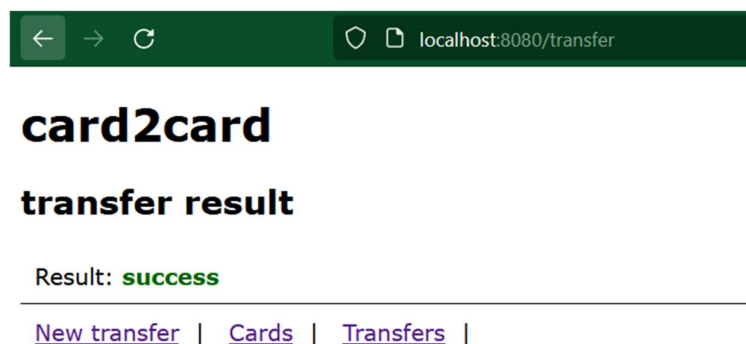 localhost:8080/transfer
card2card
transfer result
Result: success
New transfer | Cards | Transfers |